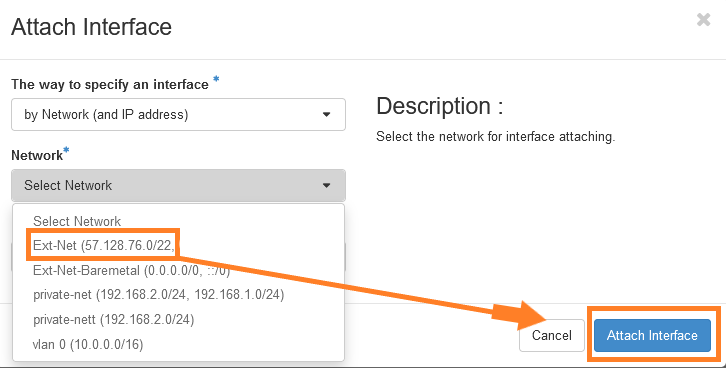 Attach Interface
×
The way to specify an interface *
by Network (and IP address)
Network*
Select Network
Select Network
Ext-Net (57.128.76.0/22,
Ext-Net-Baremetal (0.0.0.0/0, ::/0)
private-net (192.168.2.0/24, 192.168.1.0/24)
private-nett (192.168.2.0/24)
vlan 0 (10.0.0.0/16)
Description :
Select the network for interface attaching.
Cancel
Attach Interface